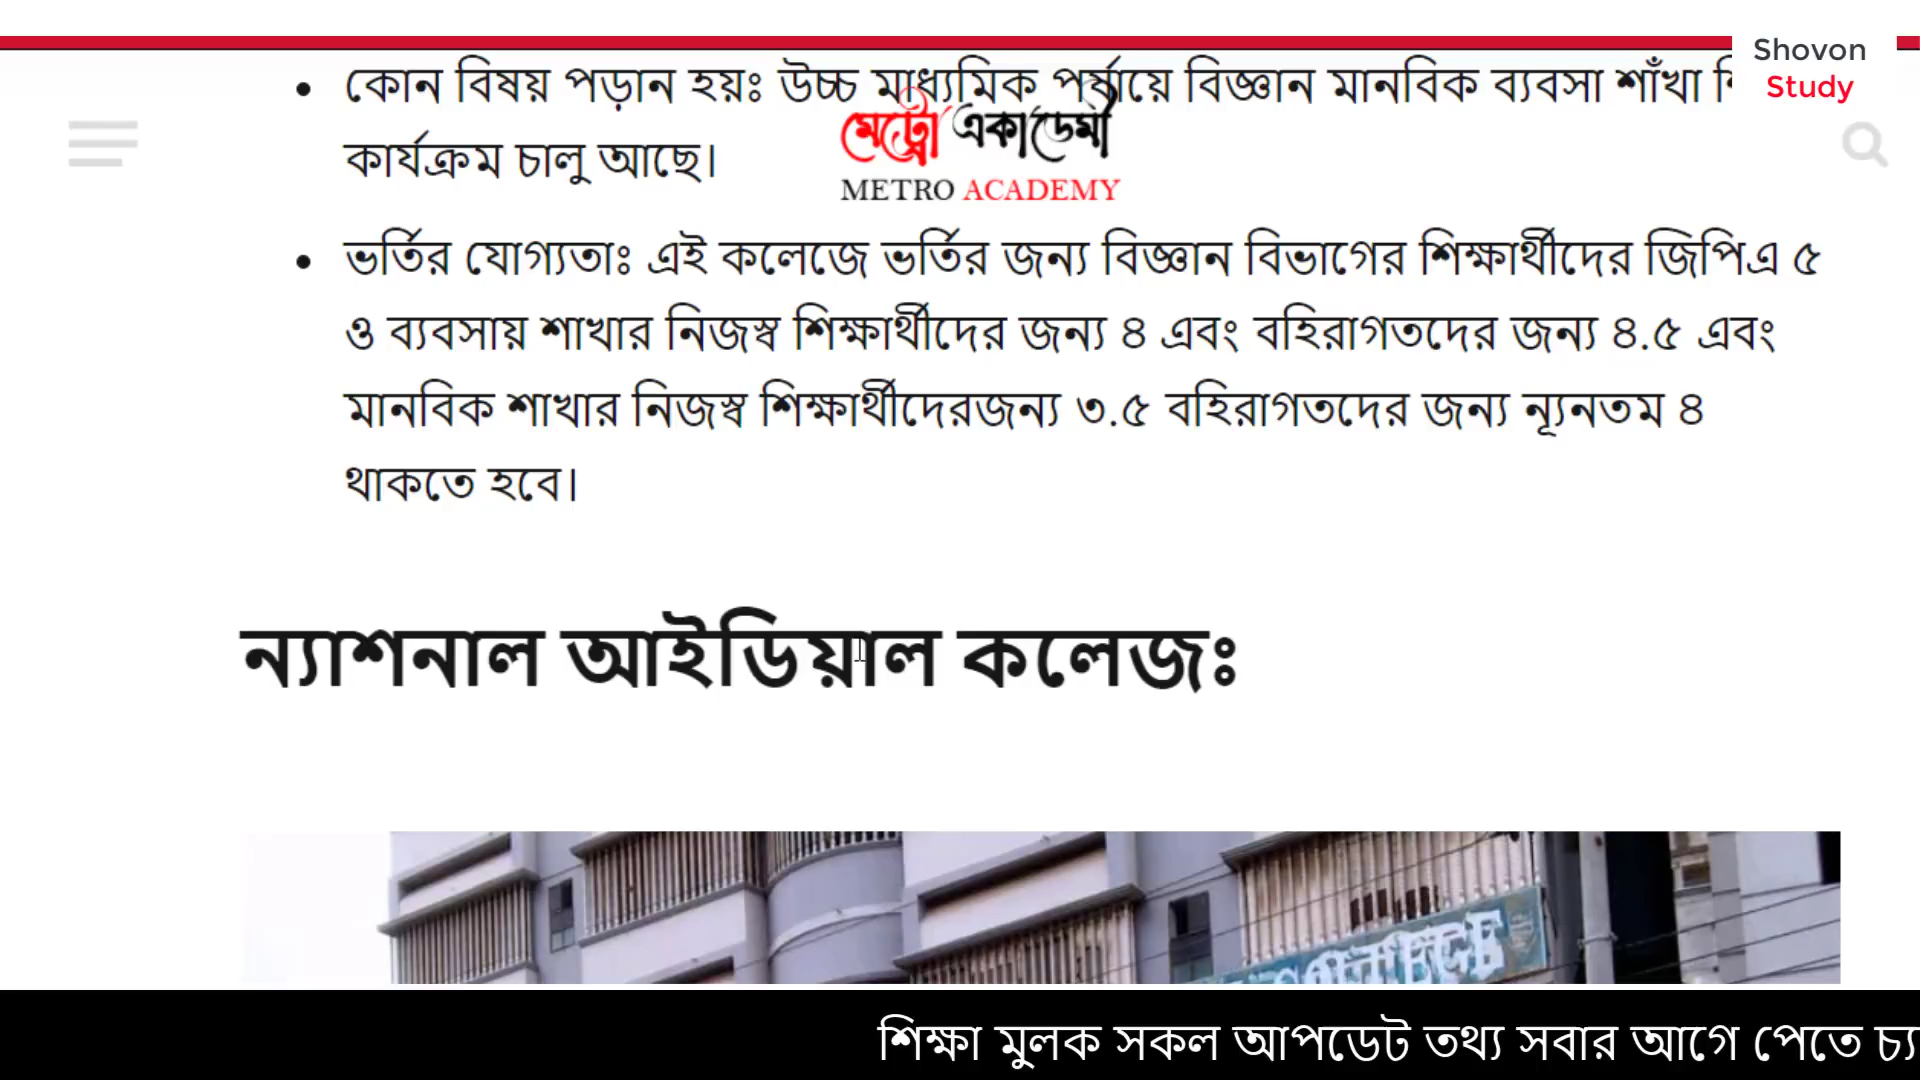 Shovon
Study
কোন বিষয় পড়ান হয়ঃ উচ্চ মাধ্যমিক পর্যায়ে বিজ্ঞান মানবিক ব্যবসা শাঁখা
কার্যক্রম চালু আছে।
মেট্রো একাডেমী
METRO ACADEMY
ভর্তির যোগ্যতাঃ এই কলেজে ভর্তির জন্য বিজ্ঞান বিভাগের শিক্ষার্থীদের জিপিএ ৫
ও ব্যবসায় শাখার নিজস্ব শিক্ষার্থীদের জন্য ৪ এবং বহিরাগতদের জন্য ৪.৫ এবং
মানবিক শাখার নিজস্ব শিক্ষার্থীদেরজন্য ৩.৫ বহিরাগতদের জন্য ন্যূনতম ৪
থাকতে হবে।
ন্যাশনাল আইডিয়াল কলেজঃ
শিক্ষা মুলক সকল আপডেট তথ্য সবার আগে পেতে